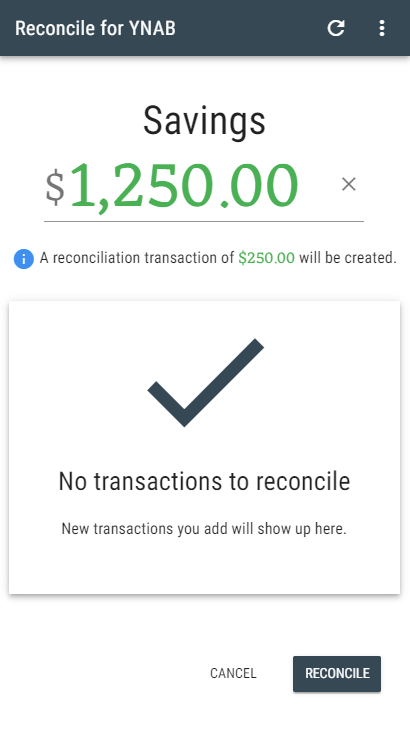 Reconcile for YNAB
Savings
$1,250.00
A reconciliation transaction of $250.00 will be created.
No transactions to reconcile
New transactions you add will show up here.
CANCEL RECONCILE